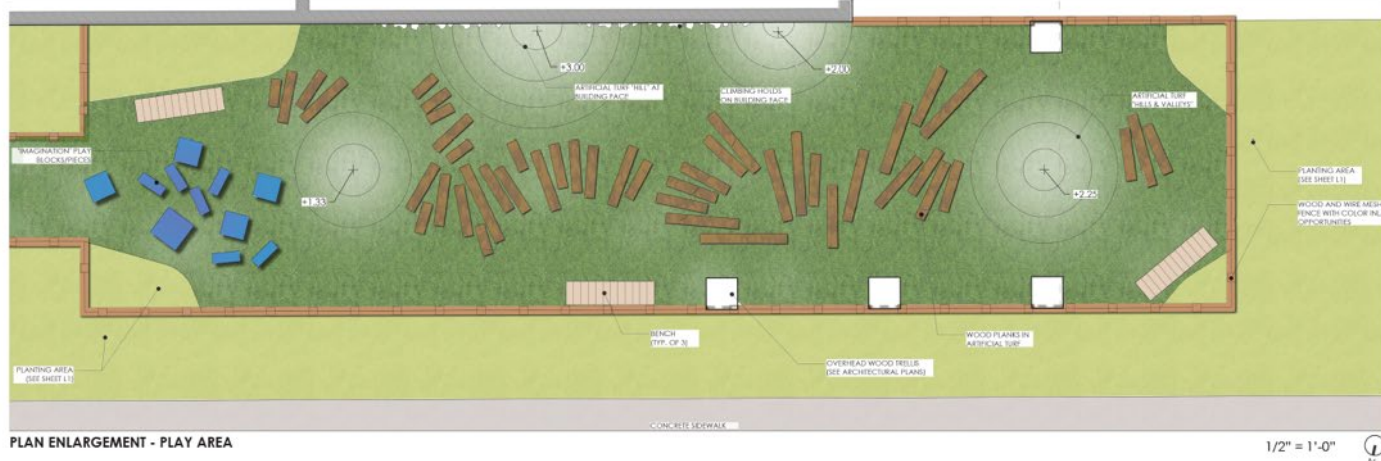 +3.00
+2.00
ARTIFICIAL TURF "HILL" AT
BUILDING FACE
CLIMBING HOLDS
ON BUILDING FACE
ARTIFICIAL TURF
"HILLS & VALLEYS"
"IMAGINATION" PLAY
BLOCKS/PIECES
+1.33
+2.25
PLANTING AREA
(SEE SHEET L1)
WOOD AND WIRE MESH
FENCE WITH COLOR INL
OPPORTUNITIES
BENCH
(TYP. OF 3)
WOOD PLANKS IN
ARTIFICIAL TURF
OVERHEAD WOOD TRELLIS
(SEE ARCHITECTURAL PLANS)
PLANTING AREA
(SEE SHEET L1)
CONCRETE SIDEWALK
PLAN ENLARGEMENT - PLAY AREA
1/2" = 1'-0"